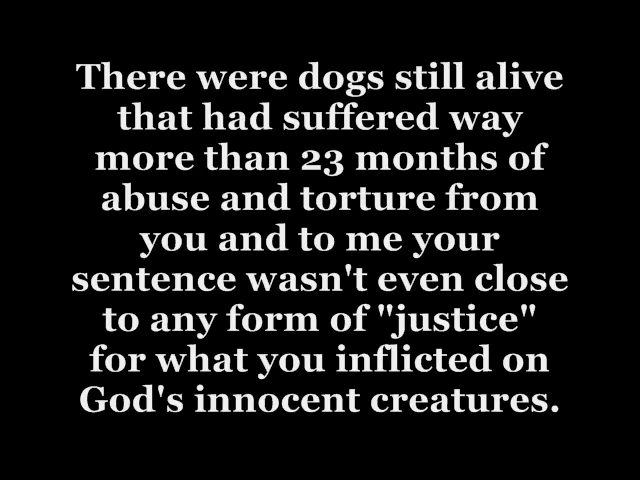 There were dogs still alive
that had suffered way
more than 23 months of
abuse and torture from
you and to me your
sentence wasn't even close
to any form of "justice"
for what you inflicted on
God's innocent creatures.